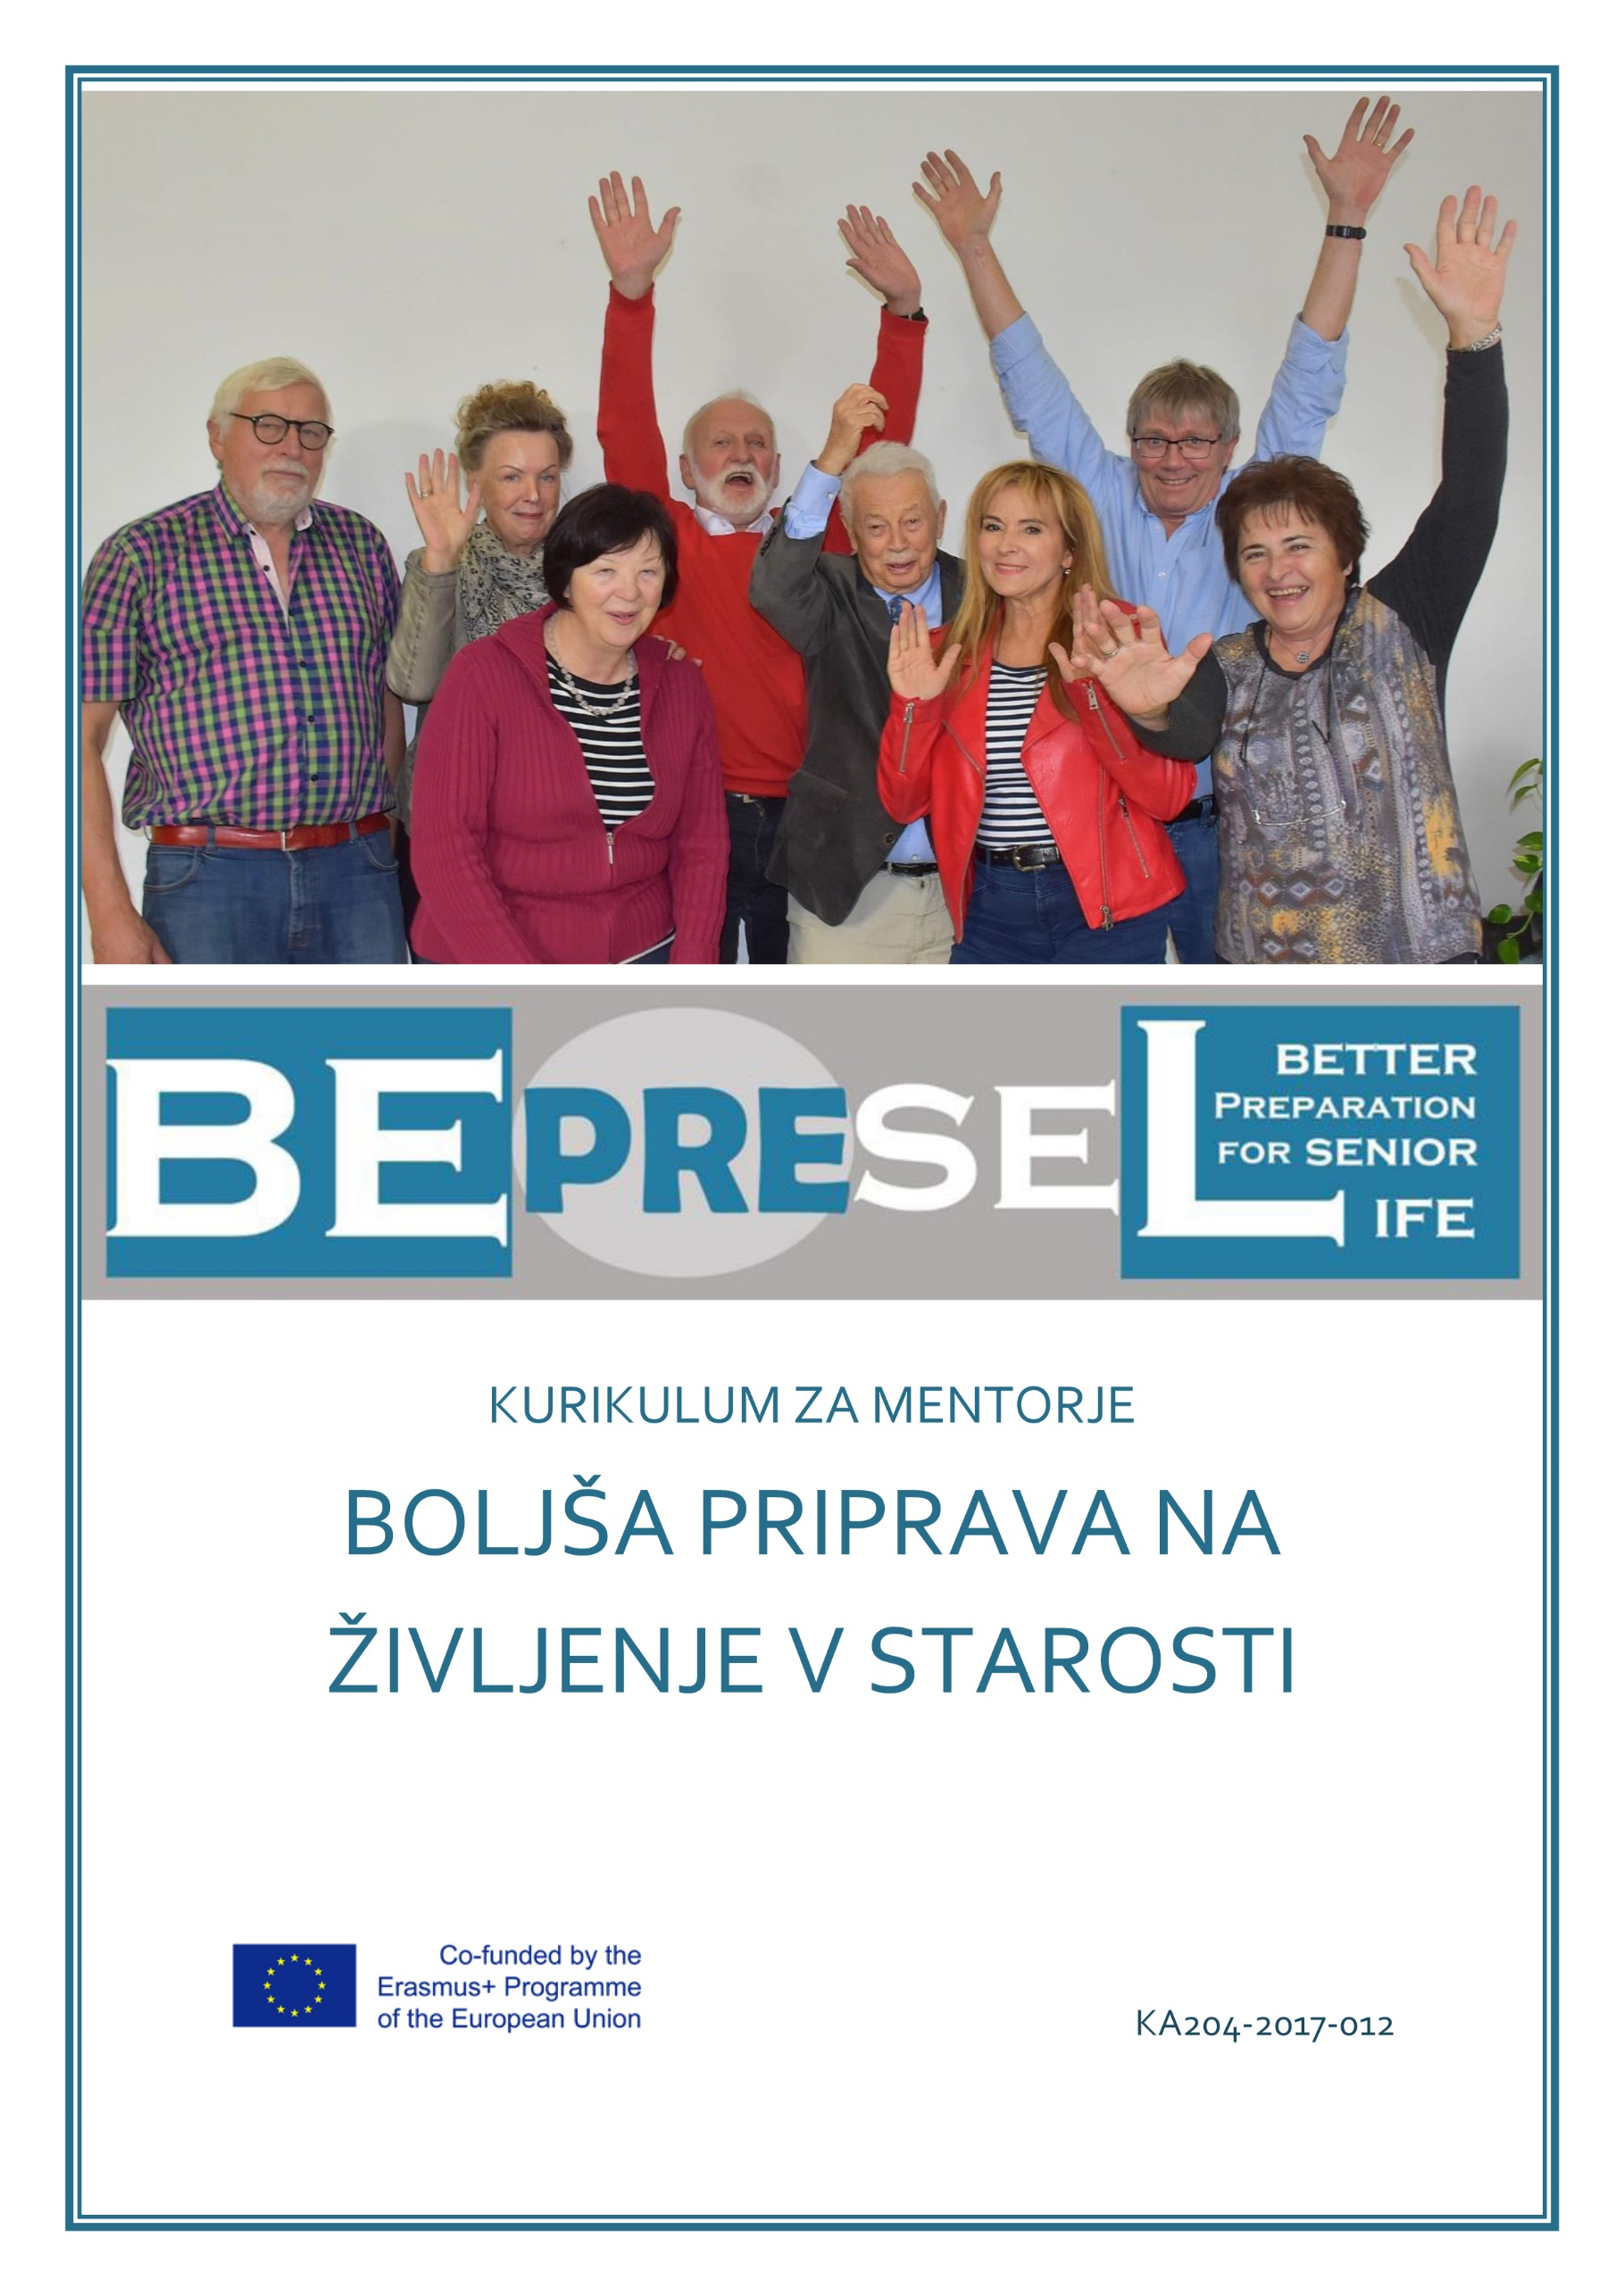 BEPRESEL
BETTER
PREPARATION
FOR SENIOR
IFE
KURIKULUM ZA MENTORJE
BOLJŠA PRIPRAVA NA
ŽIVLJENJE V STAROSTI
Co-funded by the
Erasmus+ Programme
of the European Union
KA204-2017-012